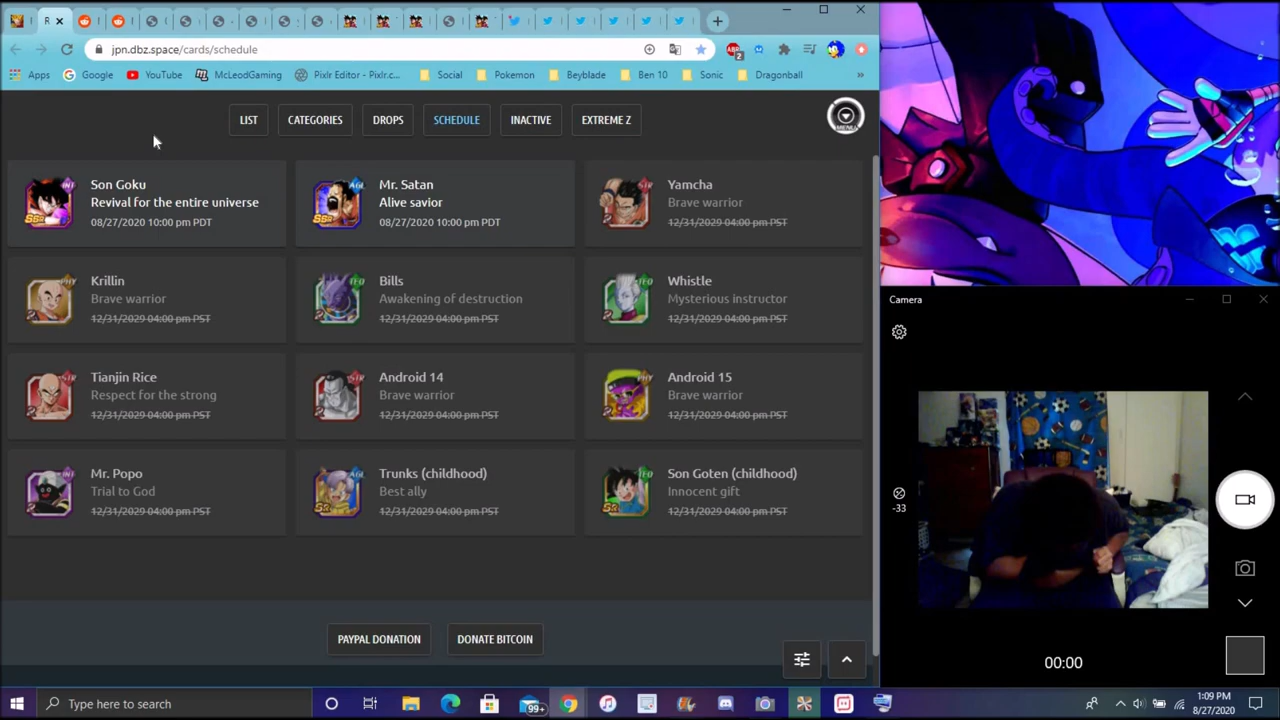 R
jpn.dbz.space/cards/schedule
ABP
2
Apps
Google
YouTube
McLeodGaming
Pixlr Editor - Pixlr.c...
Social
Pokemon
Beyblade
Ben 10
Sonic
Dragonball
»
LIST
CATEGORIES
DROPS
SCHEDULE
INACTIVE
EXTREME Z
MENU
Son Goku
Revival for the entire universe
08/27/2020 10:00 pm PDT
Mr. Satan
Alive savior
08/27/2020 10:00 pm PDT
Yamcha
Brave warrior
12/31/2029 04:00 pm PST
Krillin
Brave warrior
12/31/2029 04:00 pm PST
Bills
Awakening of destruction
12/31/2029 04:00 pm PST
Whistle
Mysterious instructor
12/31/2029 04:00 pm PST
Tianjin Rice
Respect for the strong
12/31/2029 04:00 pm PST
Android 14
Brave warrior
12/31/2029 04:00 pm PST
Android 15
Brave warrior
12/31/2029 04:00 pm PST
Mr. Popo
Trial to God
12/31/2029 04:00 pm PST
Trunks (childhood)
Best ally
12/31/2029 04:00 pm PST
Son Goten (childhood)
Innocent gift
12/31/2029 04:00 pm PST
PAYPAL DONATION
DONATE BITCOIN
Camera
-33
00:00
Type here to search
99+
1:09 PM
8/27/2020